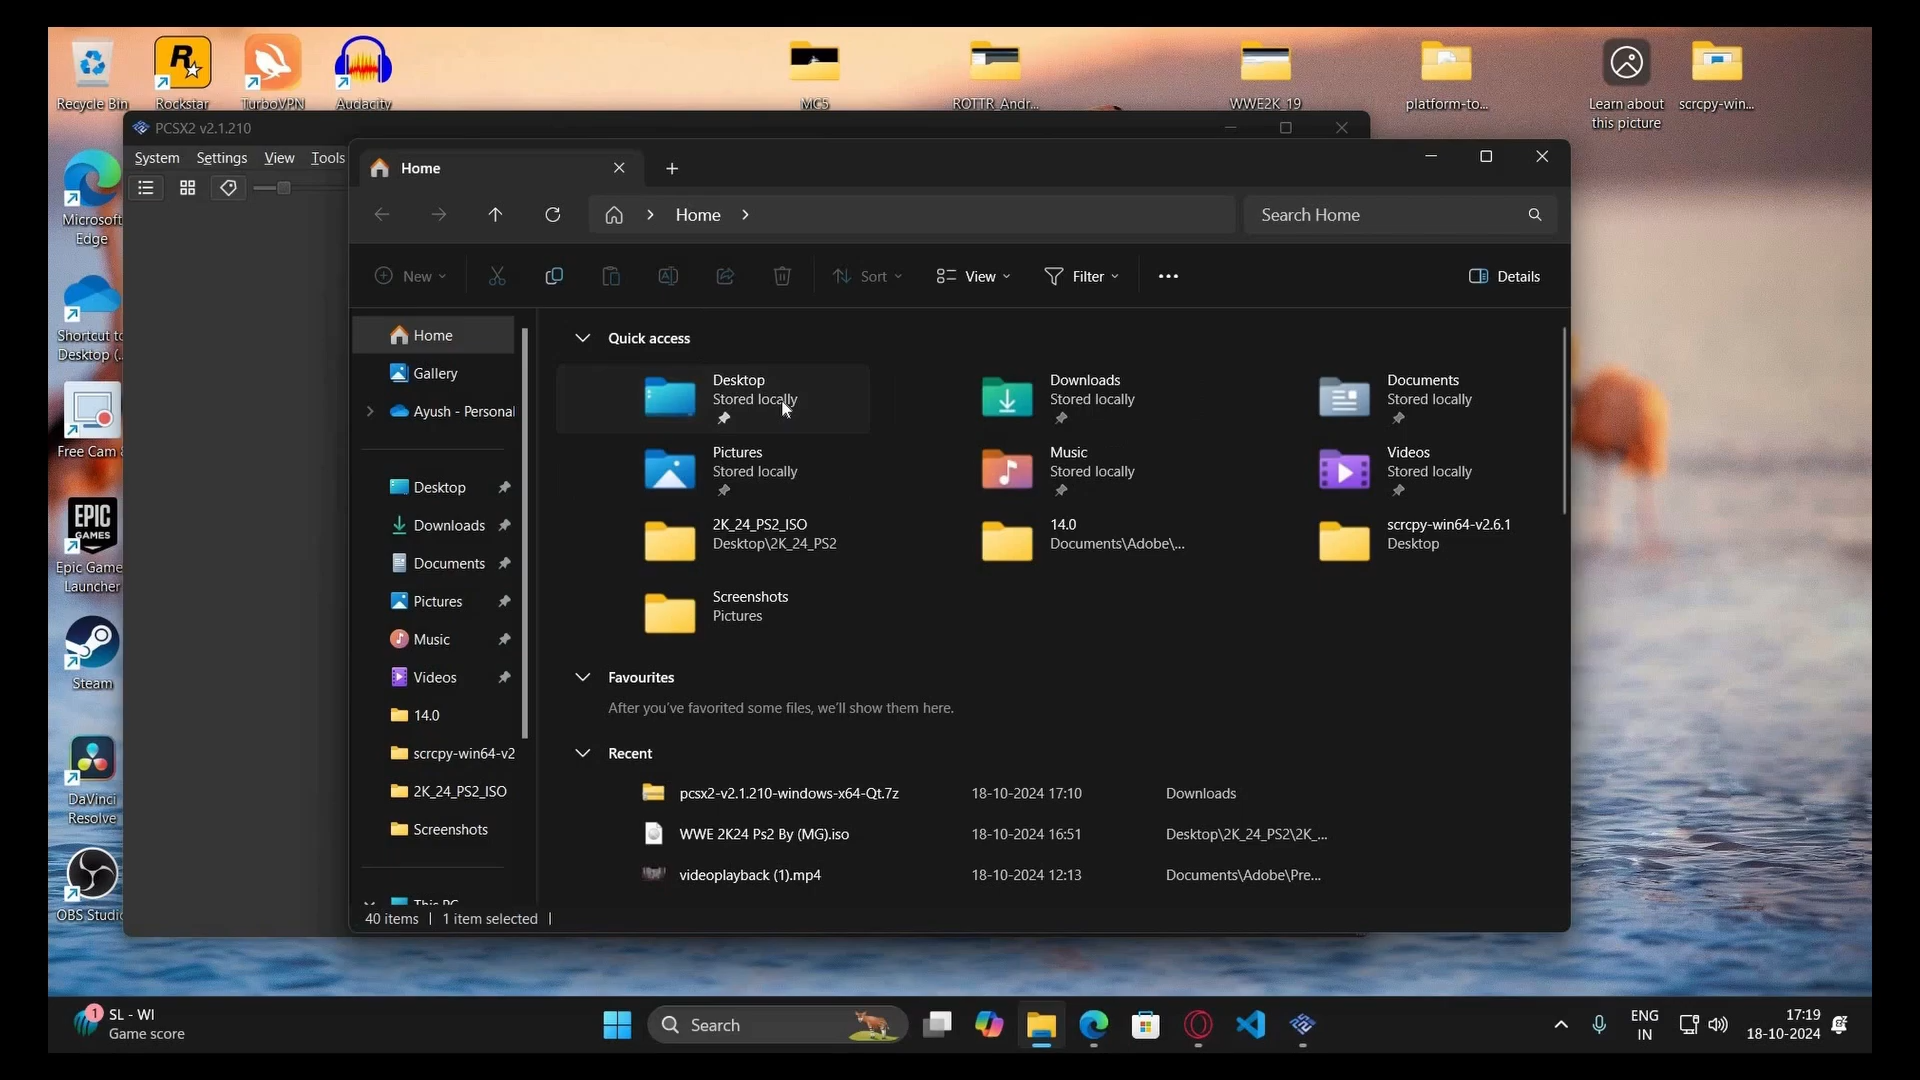 Recycle Bin
Rockstar
TurboVPN
Audacity
MC5
ROTTR_Andr...
WWE2K_19
platform-to...
Learn about
this picture
scrcpy-win...
PCSX2 v2.1.210
System
Settings
View
Tools
Home
Home
Search Home
New
Sort
View
Filter
Details
Microsoft
Edge
Shortcut to
Desktop (...
Free Cam 8
EPIC
GAMES
Epic Games
Launcher
Steam
DaVinci
Resolve
OBS Studio
Home
Gallery
Ayush - Personal
Desktop
Downloads
Documents
Pictures
Music
Videos
14.0
scrcpy-win64-v2
2K_24_PS2_ISO
Screenshots
This PC
Quick access
Desktop
Stored locally
Downloads
Stored locally
Documents
Stored locally
Pictures
Stored locally
Music
Stored locally
Videos
Stored locally
2K_24_PS2_ISO
Desktop\2K_24_PS2
14.0
Documents\Adobe\...
scrcpy-win64-v2.6.1
Desktop
Screenshots
Pictures
Favourites
After you've favorited some files, we'll show them here.
Recent
pcsx2-v2.1.210-windows-x64-Qt.7z
18-10-2024 17:10
Downloads
WWE 2K24 Ps2 By (MG).iso
18-10-2024 16:51
Desktop\2K_24_PS2\2K_...
videoplayback (1).mp4
18-10-2024 12:13
Documents\Adobe\Pre...
40 items
1 item selected
1
SL - WI
Game score
Search
ENG
IN
17:19
18-10-2024